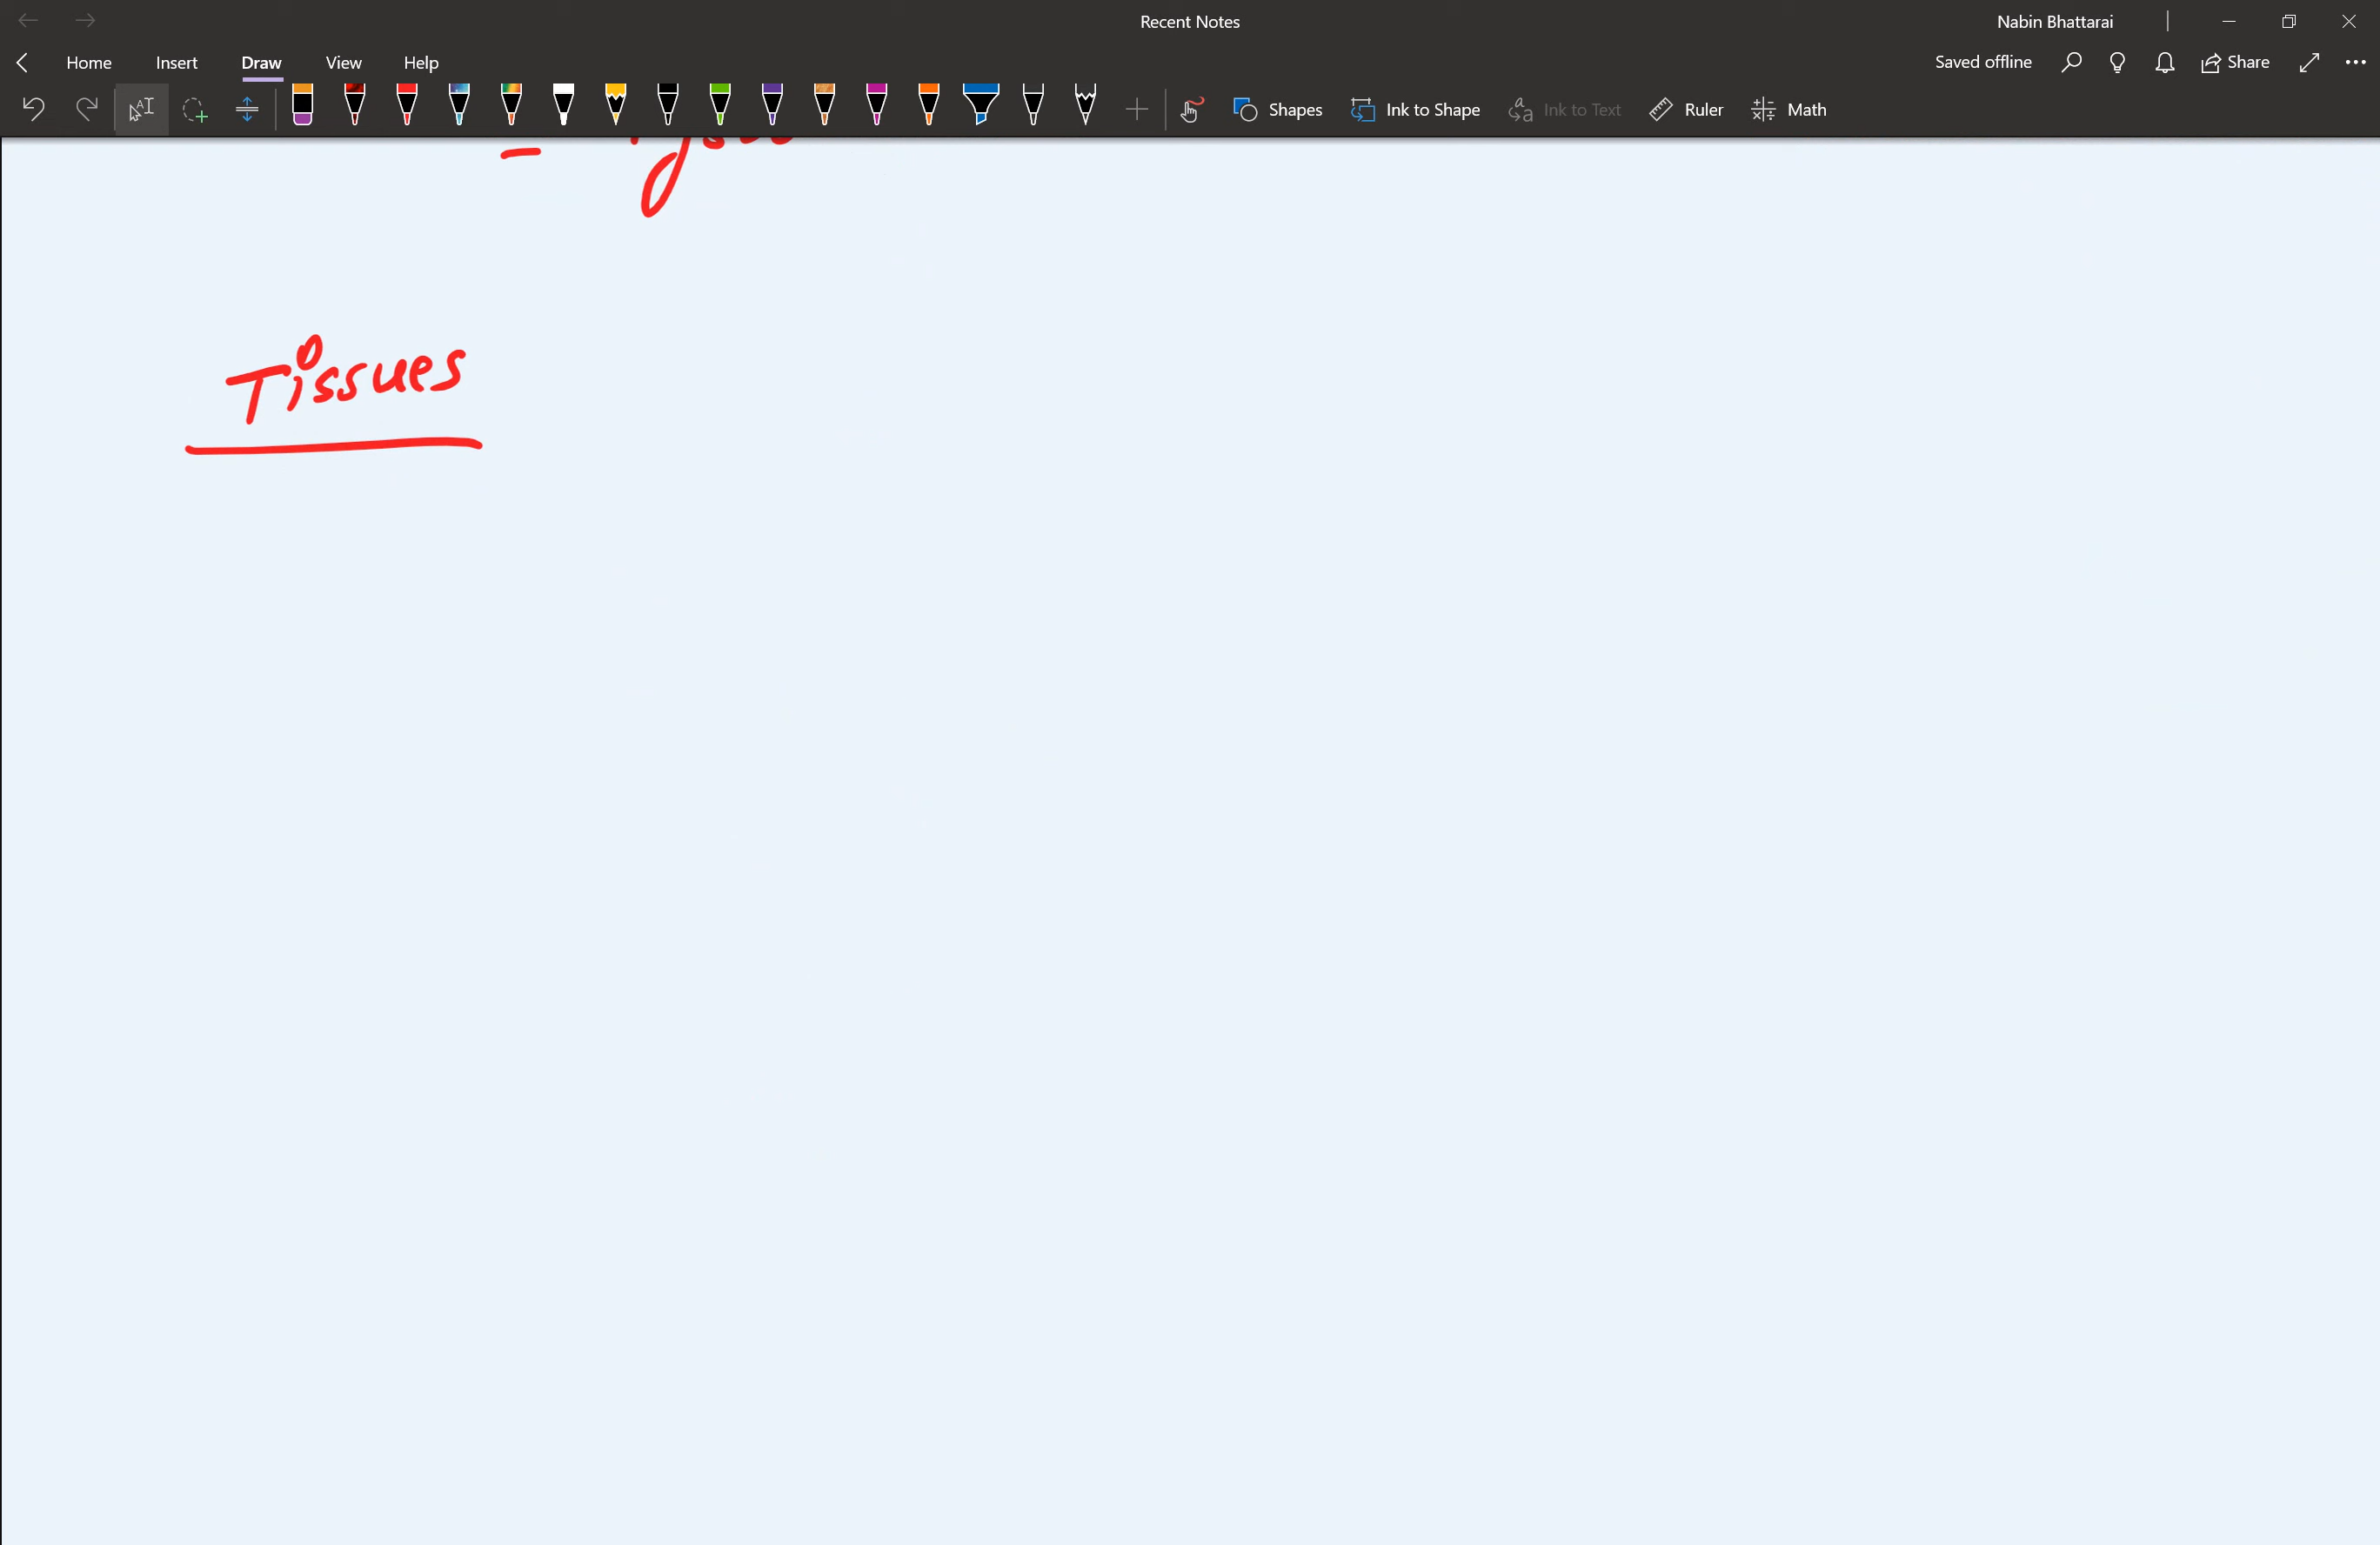 Recent Notes
Nabin Bhattarai
Home Insert Draw View Help
Saved offline
Share
Shapes Ink to Shape Ink to Text Ruler Math
Tissues